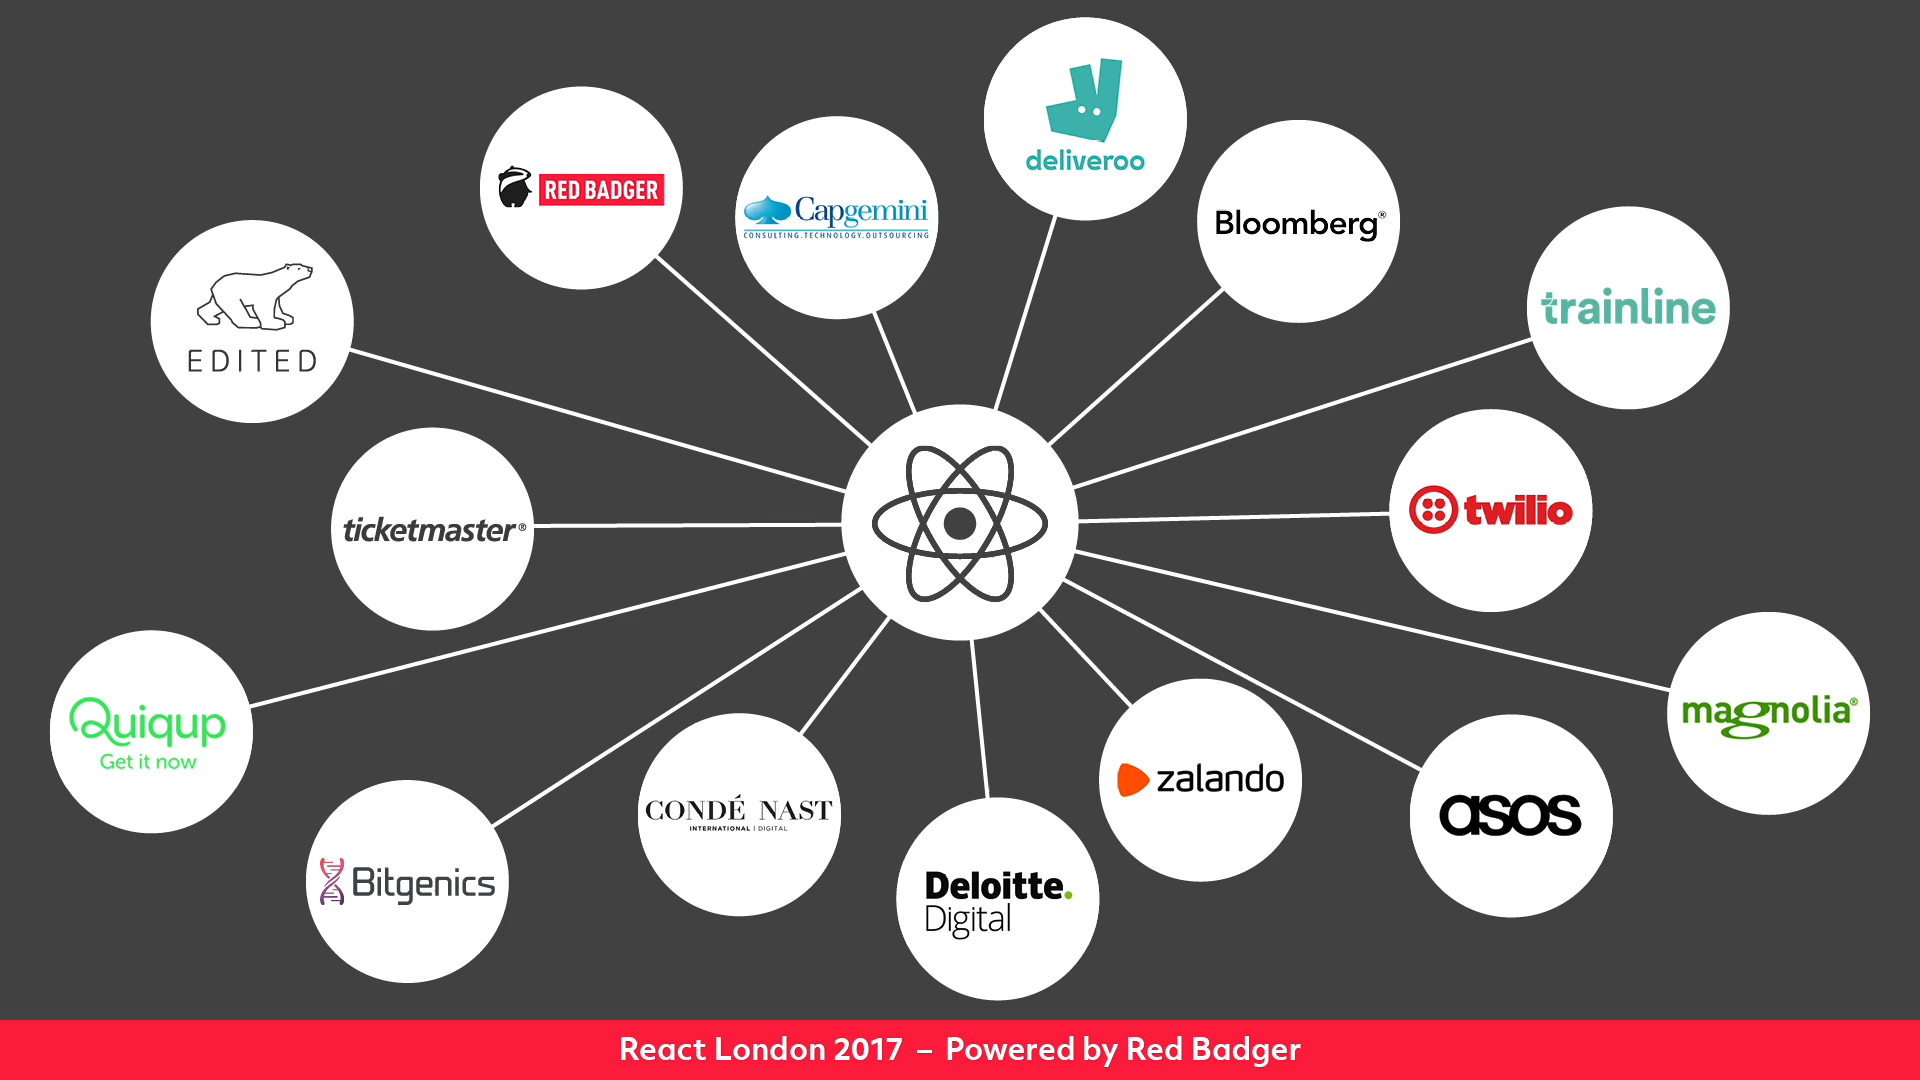 deliveroo
RED BADGER
Capgemini
CONSULTING.TECHNOLOGY.OUTSOURCING
Bloomberg®
trainline
EDITED
ticketmaster®
twilio
Quiqup
Get it now
magnolia®
zalando
CONDÉ NAST
INTERNATIONAL | DIGITAL
asos
Bitgenics
Deloitte.
Digital
React London 2017 – Powered by Red Badger